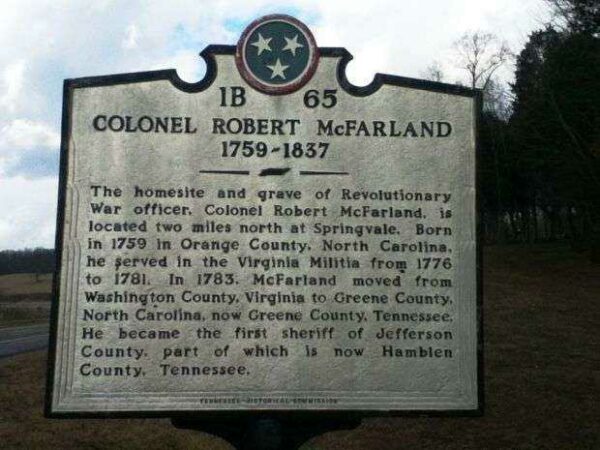 1B 65
COLONEL ROBERT McFARLAND
1759-1837
The homesite and grave of Revolutionary
War officer, Colonel Robert McFarland, is
located two miles north at Springvale. Born
in 1759 in Orange County, North Carolina,
he served in the Virginia Militia from 1776
to 1781. In 1783, McFarland moved from
Washington County, Virginia to Greene County,
North Carolina, now Greene County, Tennessee.
He became the first sheriff of Jefferson
County, part of which is now Hamblen
County, Tennessee.
TENNESSEE HISTORICAL COMMISSION